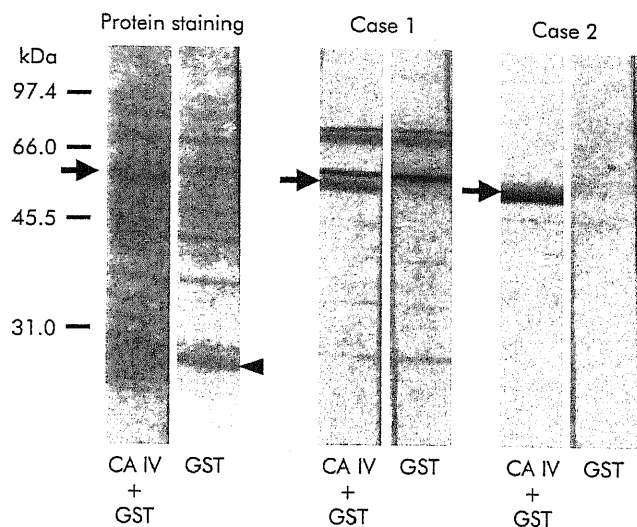 Protein staining
Case 1
Case 2
kDa
97.4
66.0
45.5
31.0
CA IV
+
GST
GST
CA IV
+
GST
GST
CA IV
+
GST
GST